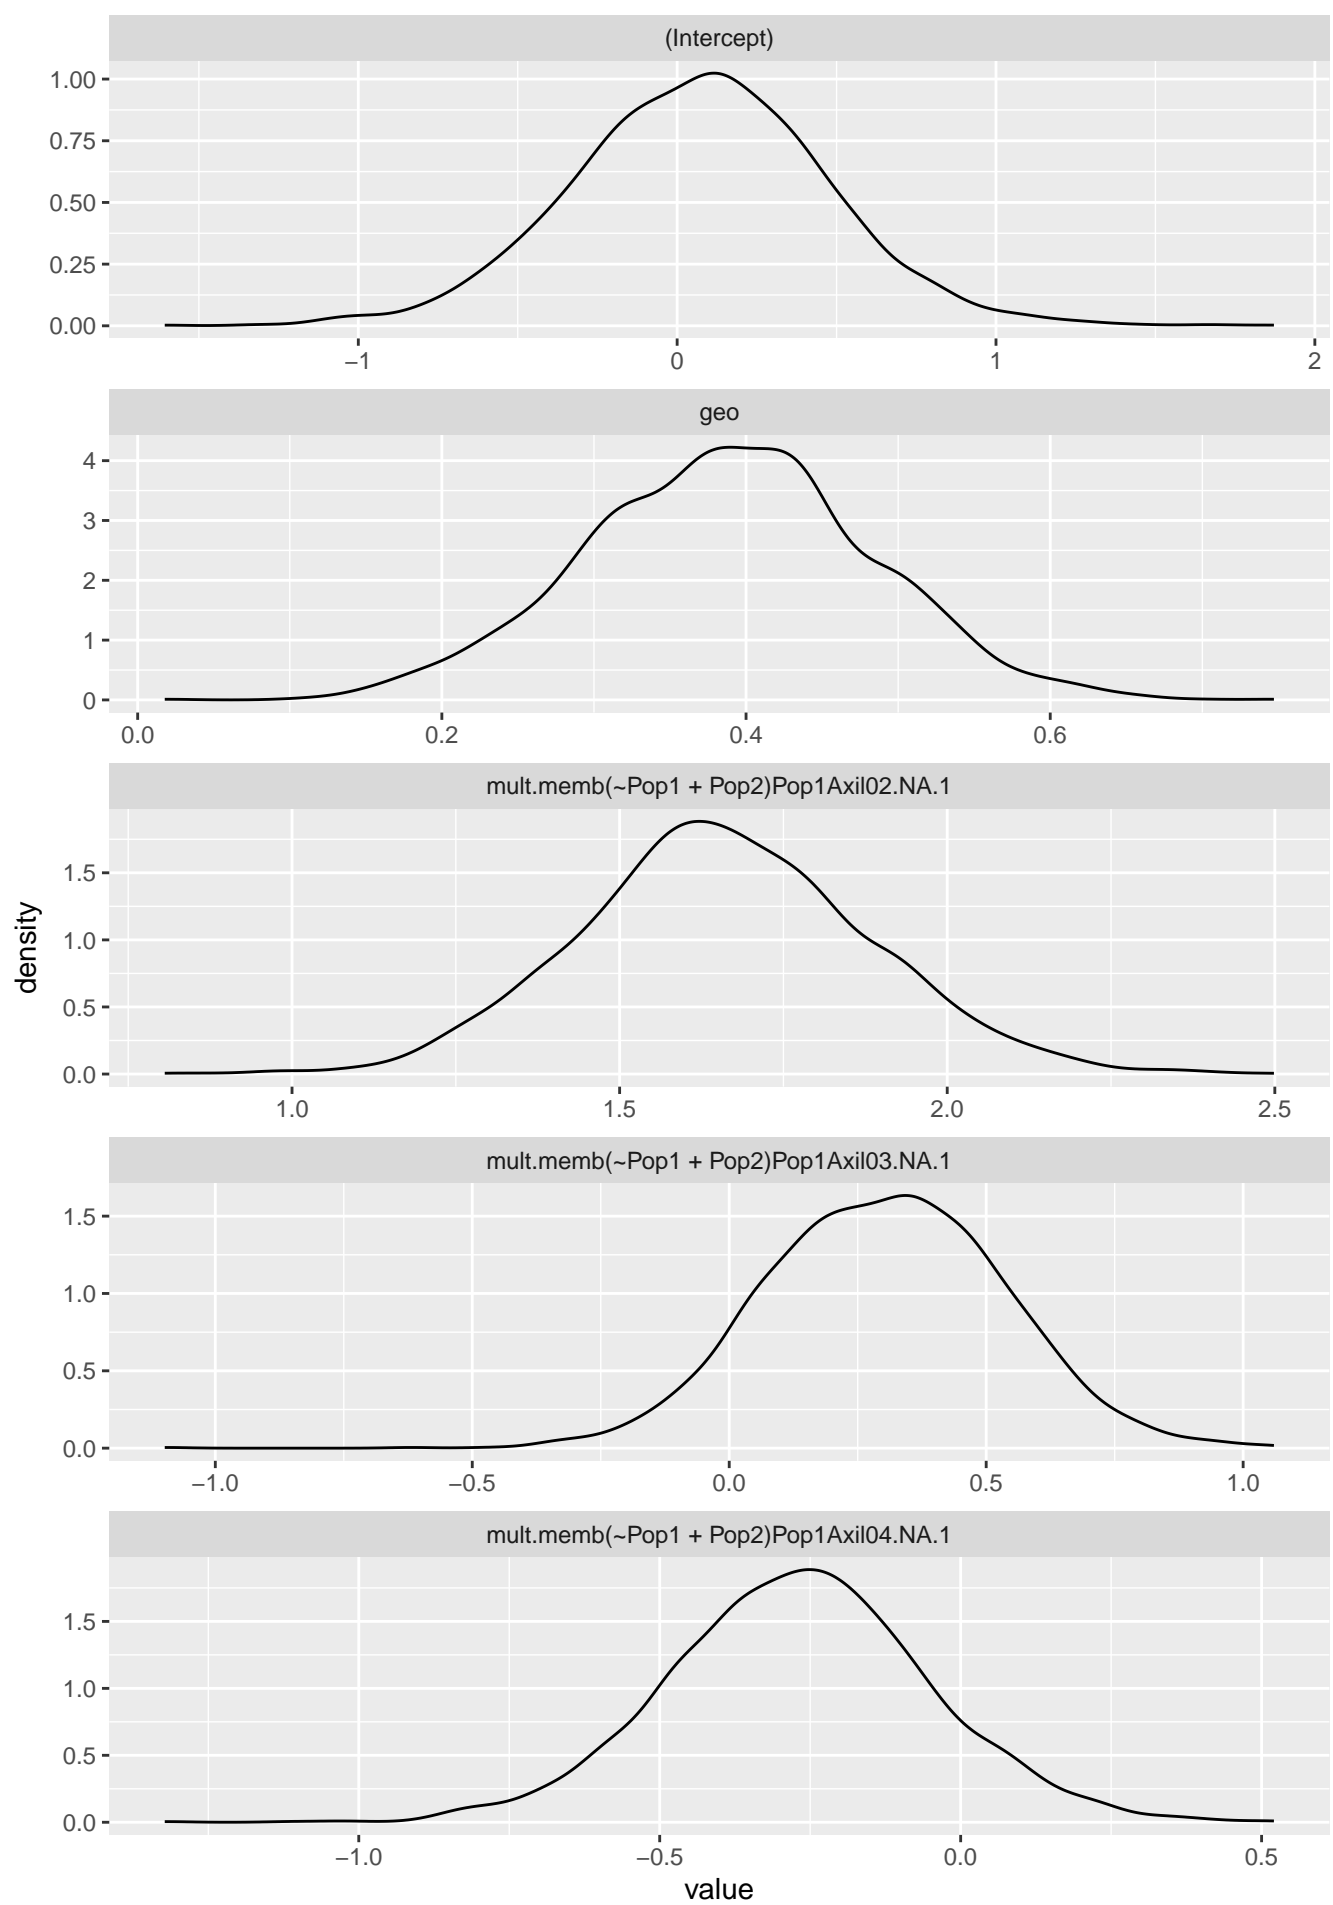 (Intercept)
1.00
0.75
0.50
0.25
0.00
−1 0 1 2
geo
4
3
2
1
0
0.0 0.2 0.4 0.6
mult.memb(~Pop1 + Pop2)Pop1Axil02.NA.1
1.5
1.0
0.5
0.0
1.0 1.5 2.0 2.5
density
mult.memb(~Pop1 + Pop2)Pop1Axil03.NA.1
1.5
1.0
0.5
0.0
−1.0 −0.5 0.0 0.5 1.0
mult.memb(~Pop1 + Pop2)Pop1Axil04.NA.1
1.5
1.0
0.5
0.0
−1.0 −0.5 0.0 0.5
value